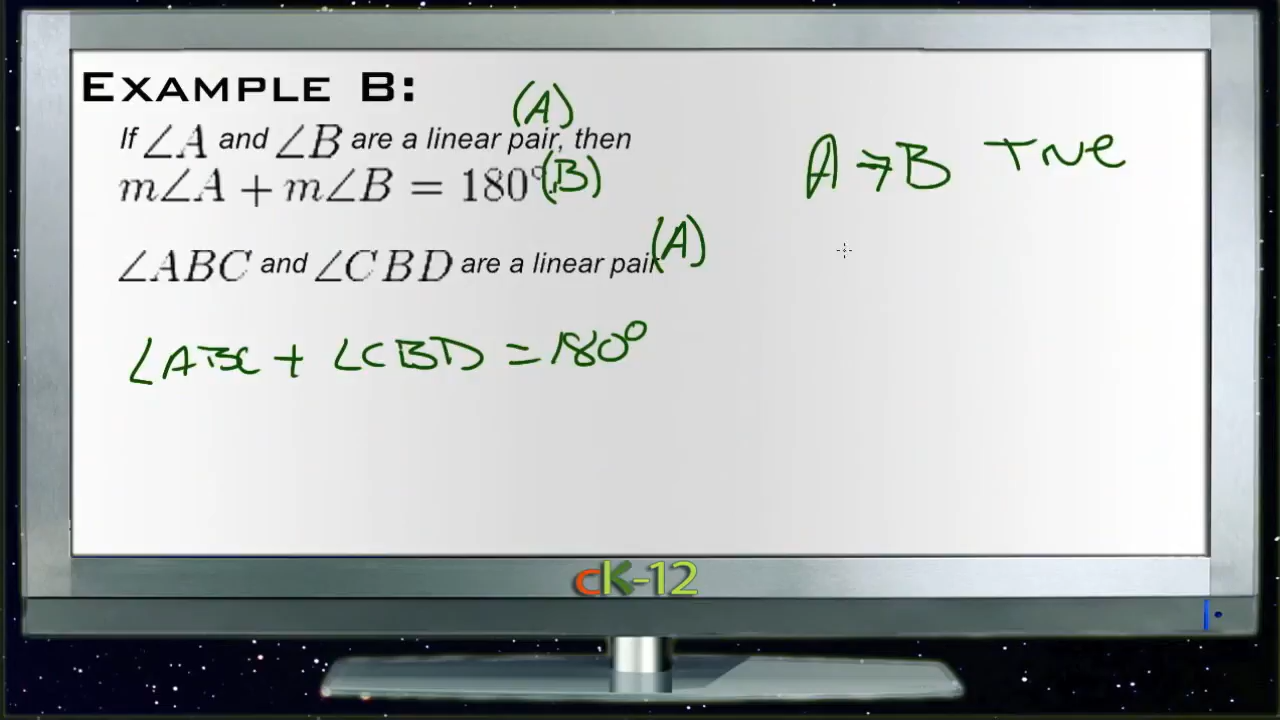 EXAMPLE B:
(A)
If ∠A and ∠B are a linear pair, then
m∠A + m∠B = 180°. (B)
A → B True
∠ABC and ∠CBD are a linear pair (A)
∠ABC + ∠CBD = 180°
cK-12